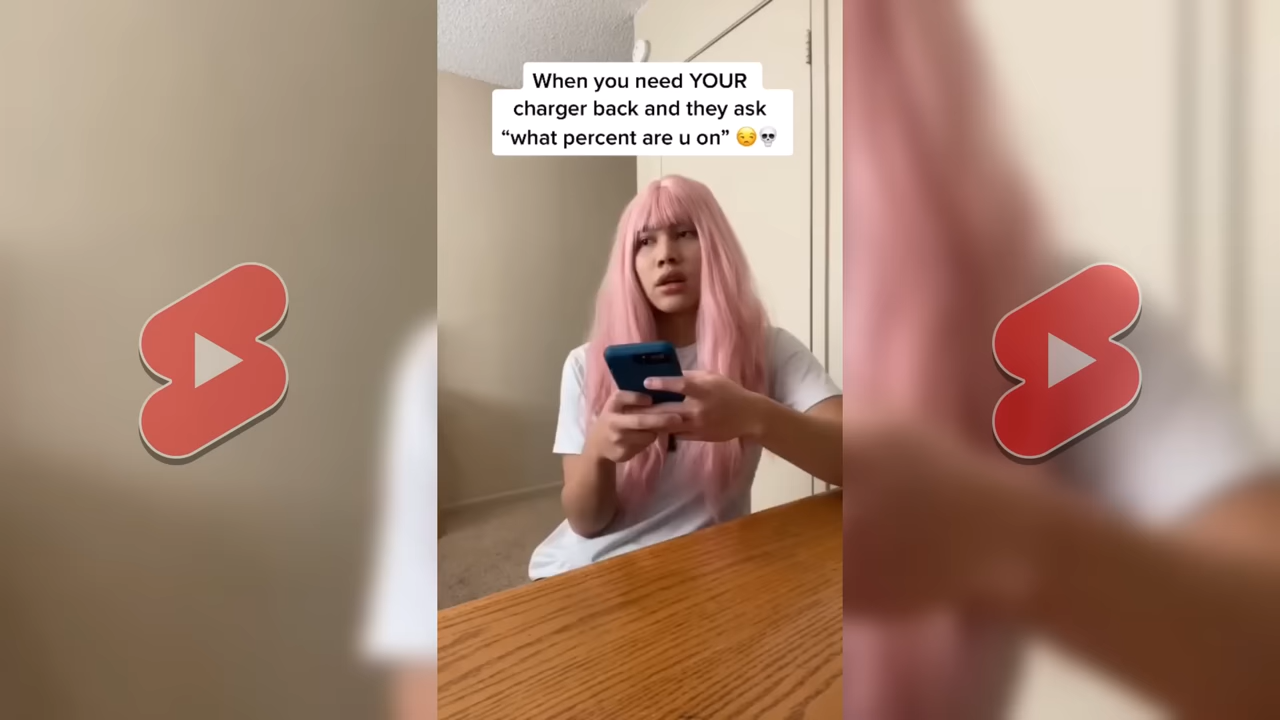 When you need YOUR
charger back and they ask
“what percent are u on” 😒💀